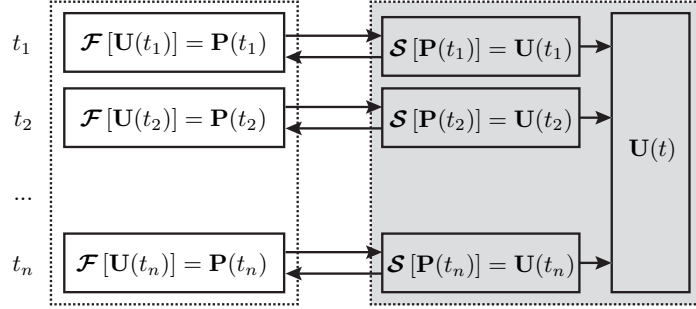 t₁ 𝓕[𝐔(t₁)] = 𝐏(t₁) 𝓢[𝐏(t₁)] = 𝐔(t₁)
t₂ 𝓕[𝐔(t₂)] = 𝐏(t₂) 𝓢[𝐏(t₂)] = 𝐔(t₂)
𝐔(t)
...
tₙ 𝓕[𝐔(tₙ)] = 𝐏(tₙ) 𝓢[𝐏(tₙ)] = 𝐔(tₙ)